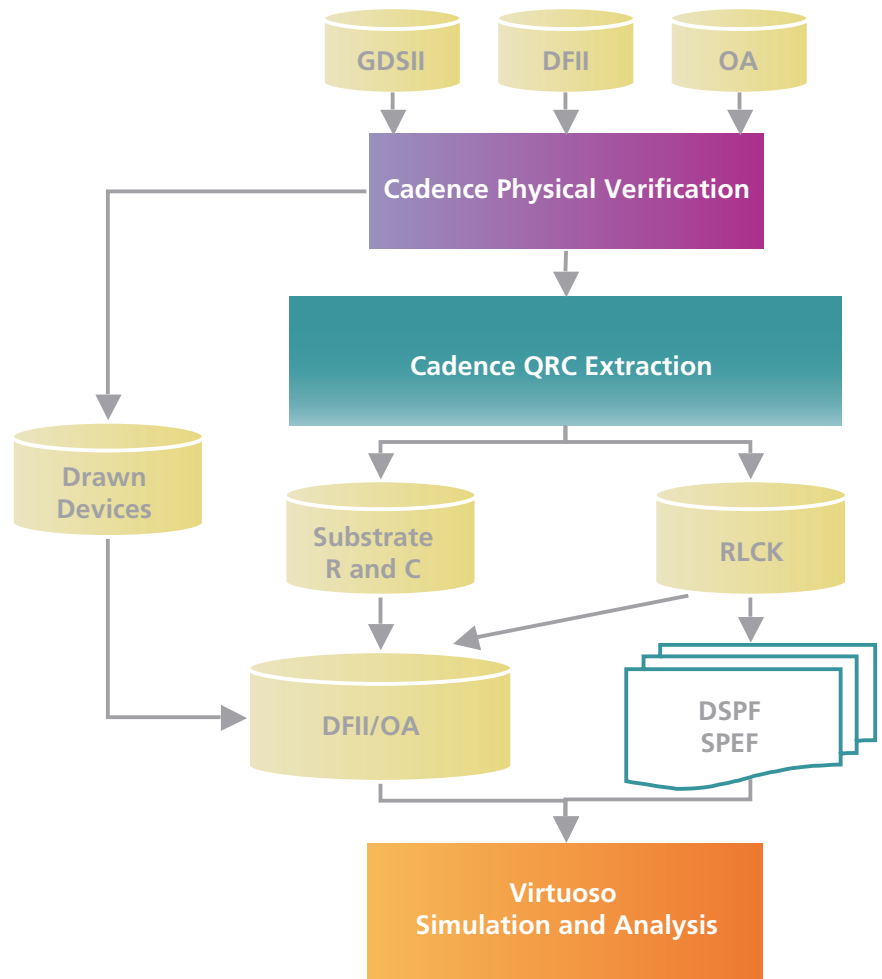 GDSII
DFII
OA
Cadence Physical Verification
Cadence QRC Extraction
Drawn
Devices
Substrate
R and C
RLCK
DFII/OA
DSPF
SPEF
Virtuoso
Simulation and Analysis